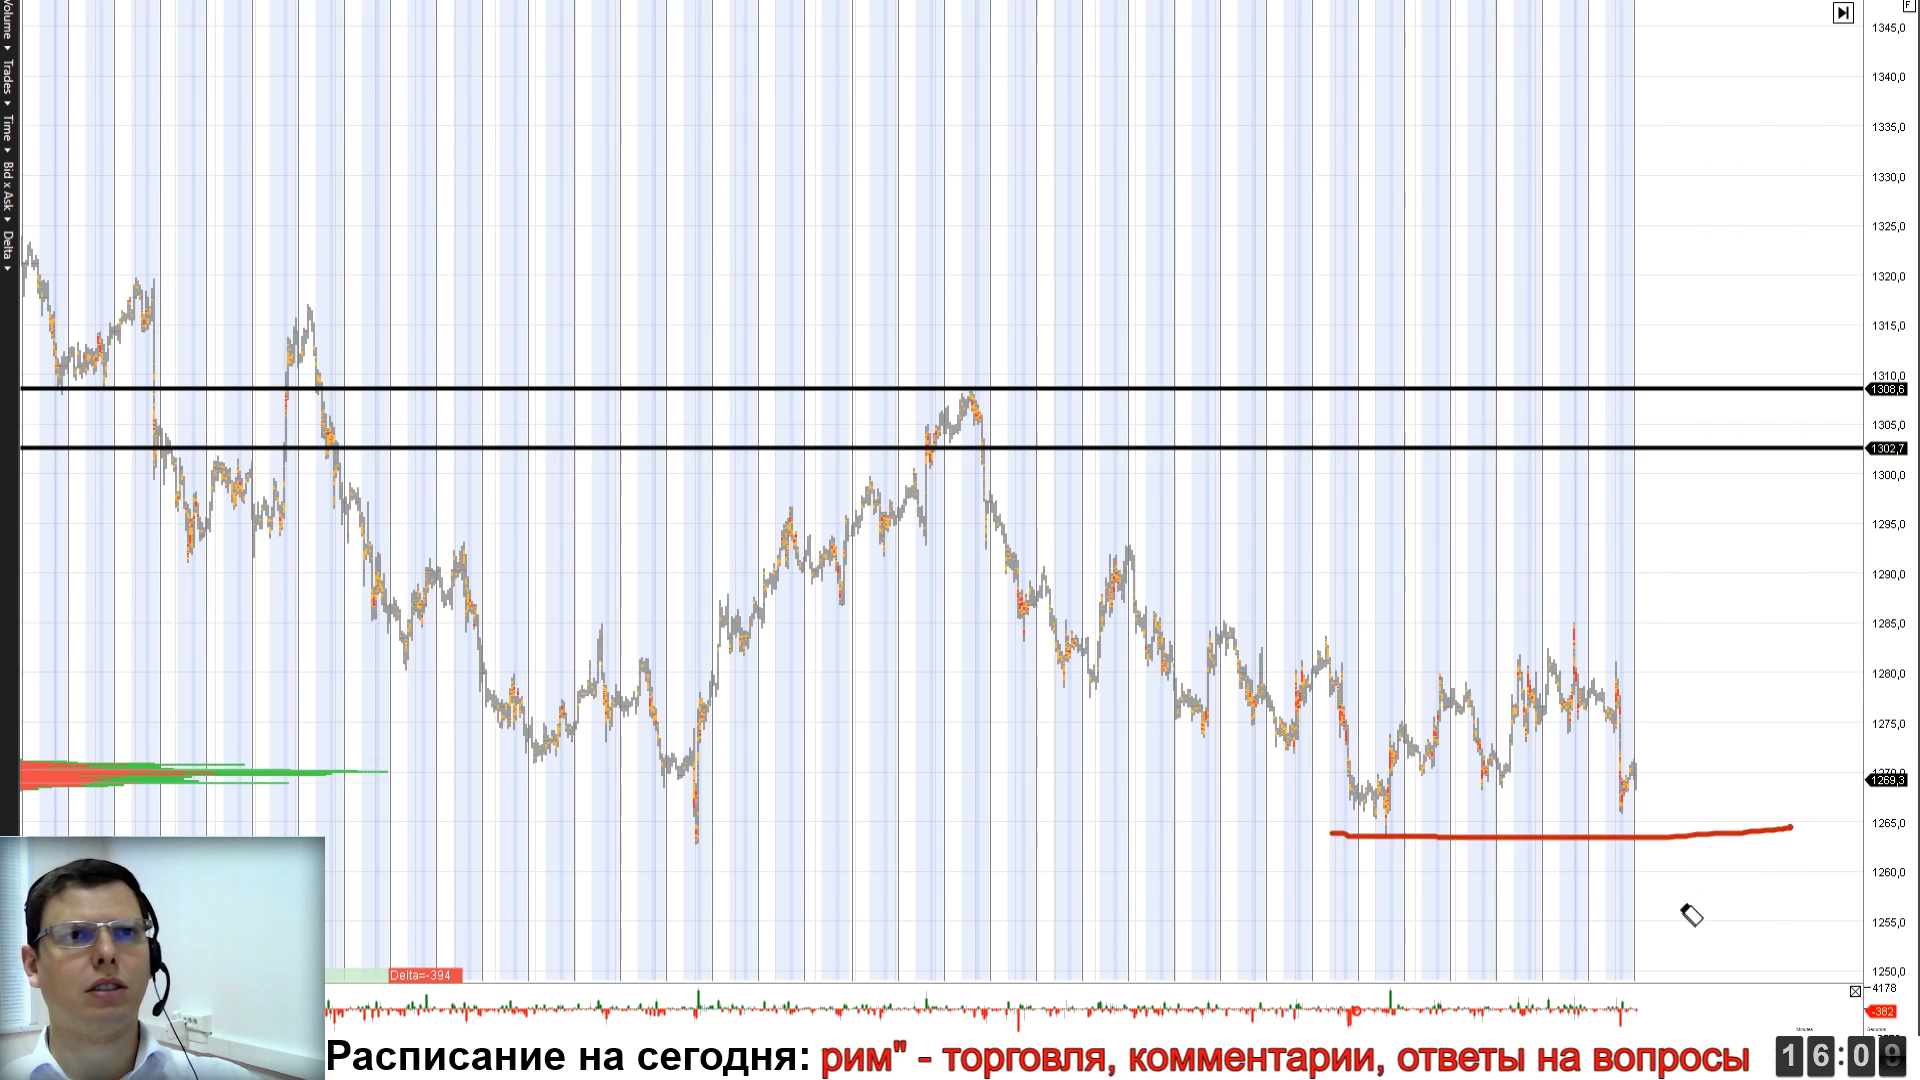 Volume
Trades
Time
Bid x Ask
Delta
F
1345,0
1340,0
1335,0
1330,0
1325,0
1320,0
1315,0
1310,0
1308,6
1305,0
1302,7
1300,0
1295,0
1290,0
1285,0
1280,0
1275,0
1269,3
1265,0
1260,0
1255,0
1250,0
Delta=-394
4178
-382
Minutes
Seconds
Расписание на сегодня: рим" - торговля, комментарии, ответы на вопросы
16:09